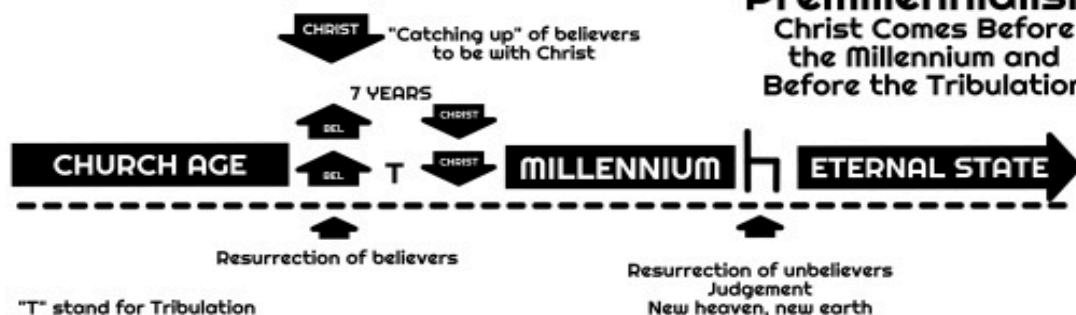 Premillennialism
Christ Comes Before
the Millennium and
Before the Tribulation
CHRIST
"Catching up" of believers
to be with Christ
7 YEARS
BEL
CHRIST
CHURCH AGE
BEL
T
CHRIST
MILLENNIUM
ETERNAL STATE
Resurrection of believers
Resurrection of unbelievers
Judgement
New heaven, new earth
"T" stand for Tribulation